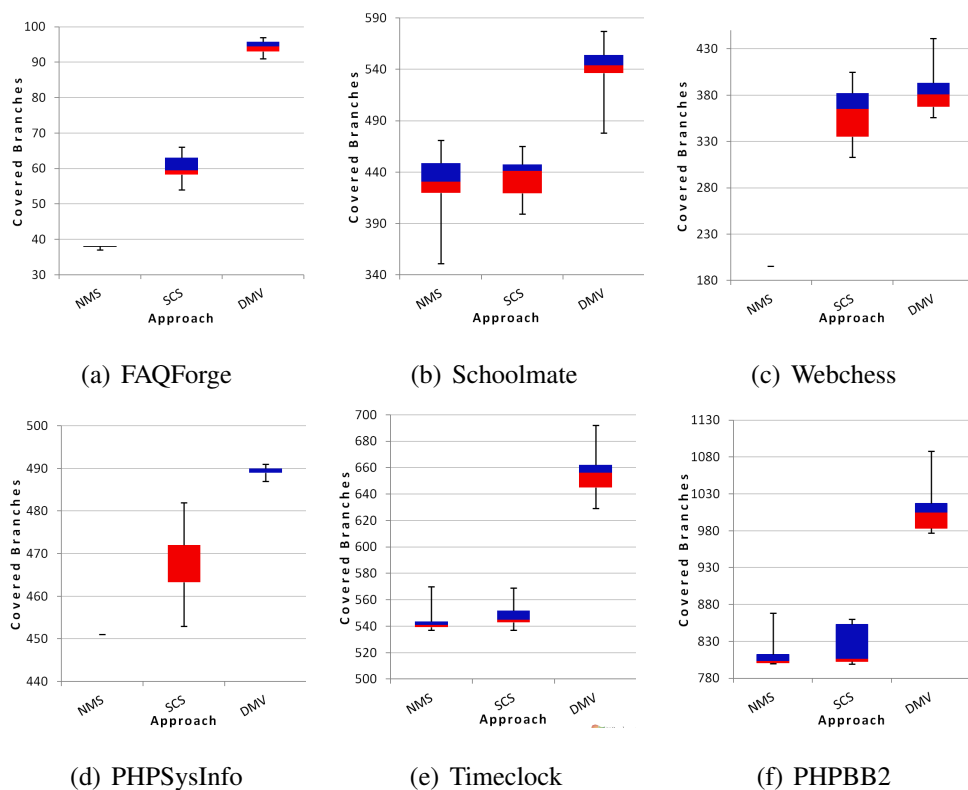 Covered Branches
100
90
80
70
60
50
40
30
NMS
SCS
DMV
Approach
(a) FAQForge
Covered Branches
590
540
490
440
390
340
NMS
SCS
DMV
Approach
(b) Schoolmate
Covered Branches
430
380
330
280
230
180
NMS
SCS
DMV
Approach
(c) Webchess
Covered Branches
500
490
480
470
460
450
440
NMS
SCS
DMV
Approach
(d) PHPSysInfo
Covered Branches
700
680
660
640
620
600
580
560
540
520
500
NMS
SCS
DMV
Approach
(e) Timeclock
Covered Branches
1130
1080
1030
980
930
880
830
780
NMS
SCS
DMV
Approach
(f) PHPBB2